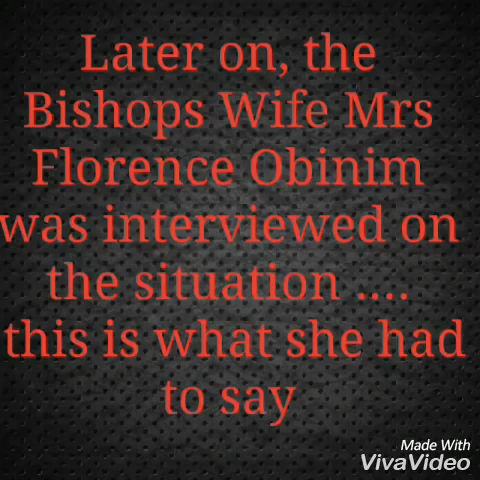 Later on, the
Bishops Wife Mrs
Florence Obinim
was interviewed on
the situation ....
this is what she had
to say
Made With
VivaVideo